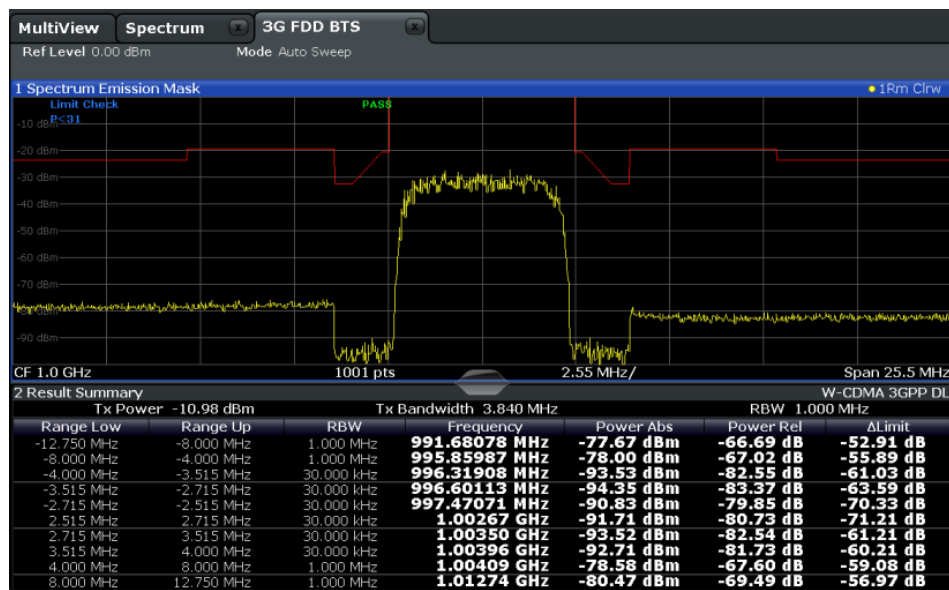 MultiView Spectrum x 3G FDD BTS x
Ref Level 0.00 dBm Mode Auto Sweep
1 Spectrum Emission Mask 1Rm Clrw
Limit Check PASS
P<31
-10 dBm
-20 dBm
-30 dBm
-40 dBm
-50 dBm
-60 dBm
-70 dBm
-80 dBm
-90 dBm
CF 1.0 GHz 1001 pts 2.55 MHz/ Span 25.5 MHz
2 Result Summary W-CDMA 3GPP DL
Tx Power -10.98 dBm Tx Bandwidth 3.840 MHz RBW 1.000 MHz
Range Low Range Up RBW Frequency Power Abs Power Rel ΔLimit
-12.750 MHz -8.000 MHz 1.000 MHz 991.68078 MHz -77.67 dBm -66.69 dB -52.91 dB
-8.000 MHz -4.000 MHz 1.000 MHz 995.85987 MHz -78.00 dBm -67.02 dB -55.89 dB
-4.000 MHz -3.515 MHz 30.000 kHz 996.31908 MHz -93.53 dBm -82.55 dB -61.03 dB
-3.515 MHz -2.715 MHz 30.000 kHz 996.60113 MHz -94.35 dBm -83.37 dB -63.59 dB
-2.715 MHz -2.515 MHz 30.000 kHz 997.47071 MHz -90.83 dBm -79.85 dB -70.33 dB
2.515 MHz 2.715 MHz 30.000 kHz 1.00267 GHz -91.71 dBm -80.73 dB -71.21 dB
2.715 MHz 3.515 MHz 30.000 kHz 1.00350 GHz -93.52 dBm -82.54 dB -61.21 dB
3.515 MHz 4.000 MHz 30.000 kHz 1.00396 GHz -92.71 dBm -81.73 dB -60.21 dB
4.000 MHz 8.000 MHz 1.000 MHz 1.00409 GHz -78.58 dBm -67.60 dB -59.08 dB
8.000 MHz 12.750 MHz 1.000 MHz 1.01274 GHz -80.47 dBm -69.49 dB -56.97 dB